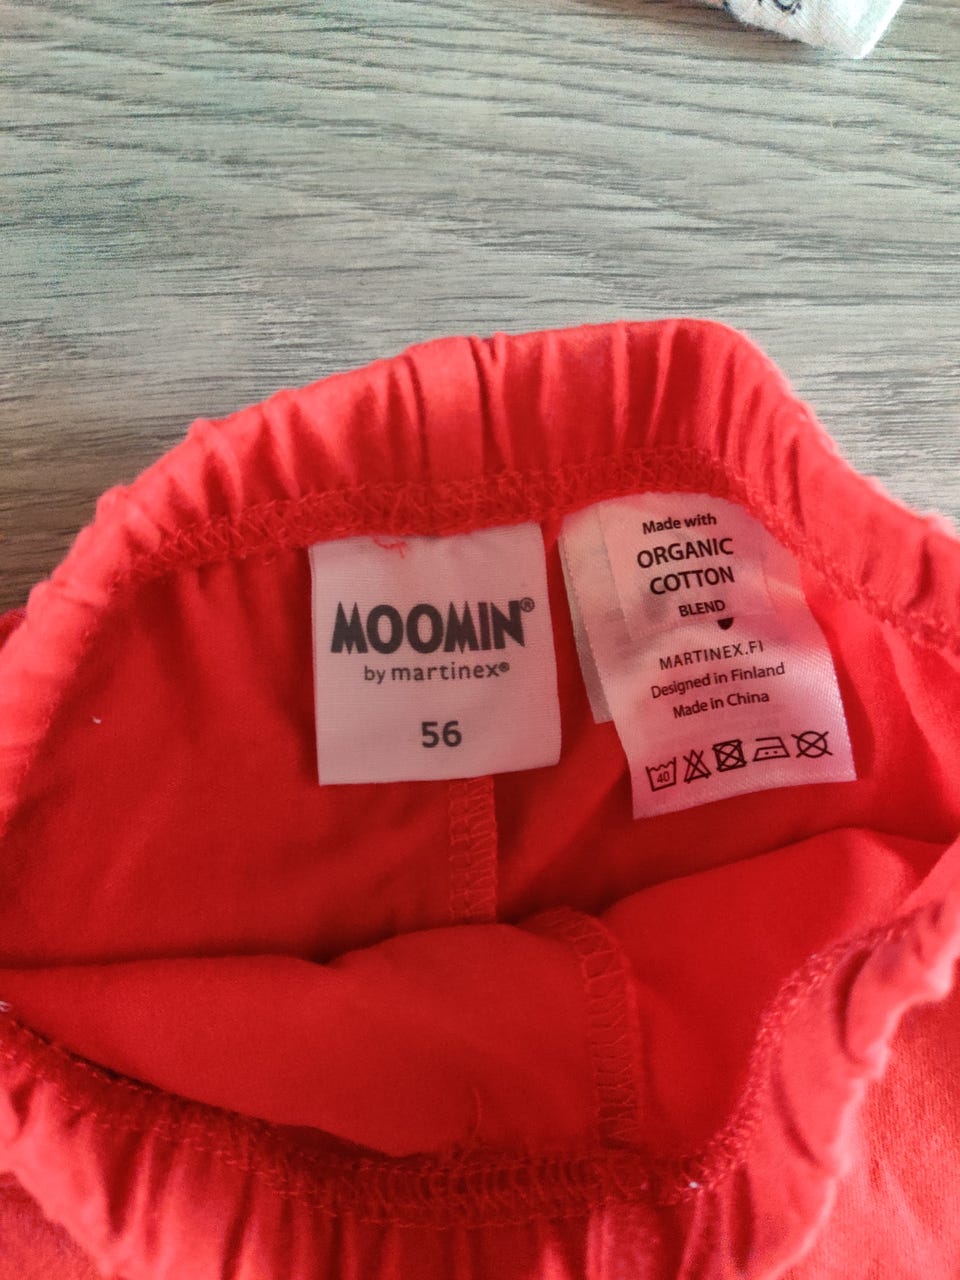 MOOMIN®
by martinex®
56
Made with
ORGANIC
COTTON
BLEND
MARTINEX.FI
Designed in Finland
Made in China
40